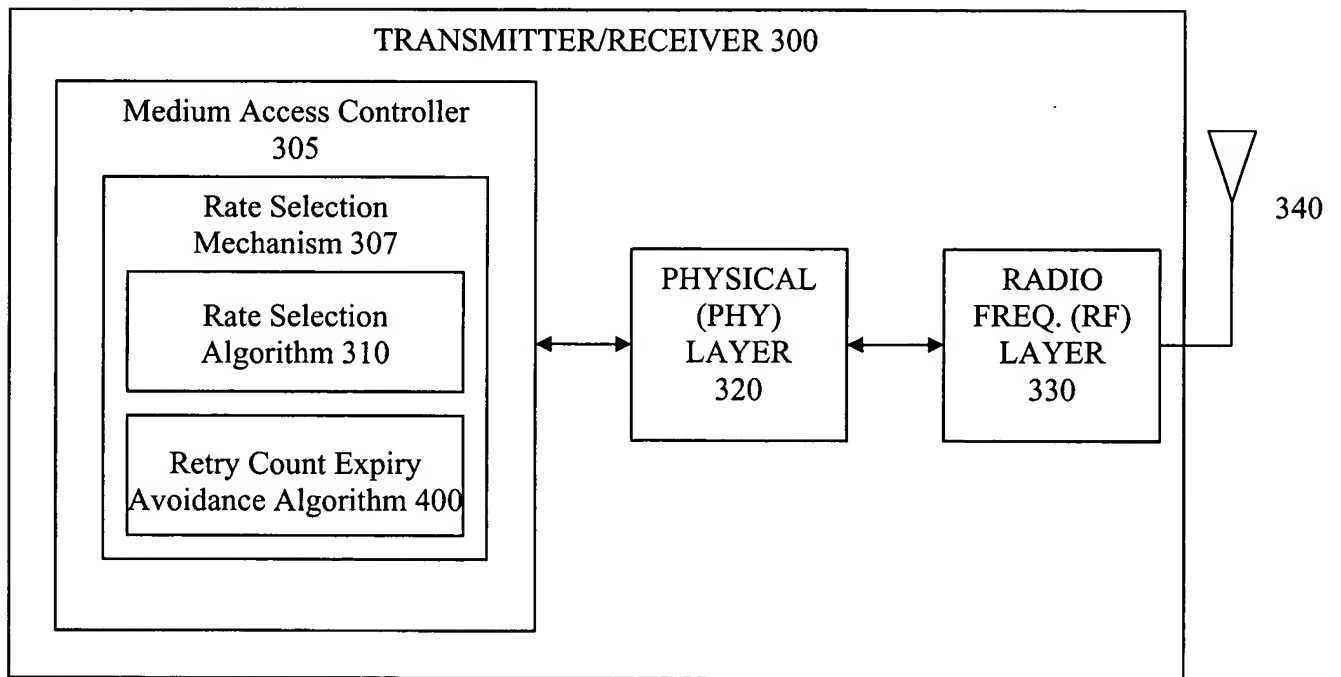 TRANSMITTER/RECEIVER 300
Medium Access Controller
305
Rate Selection
Mechanism 307
Rate Selection
Algorithm 310
Retry Count Expiry
Avoidance Algorithm 400
PHYSICAL
(PHY)
LAYER
320
RADIO
FREQ. (RF)
LAYER
330
340